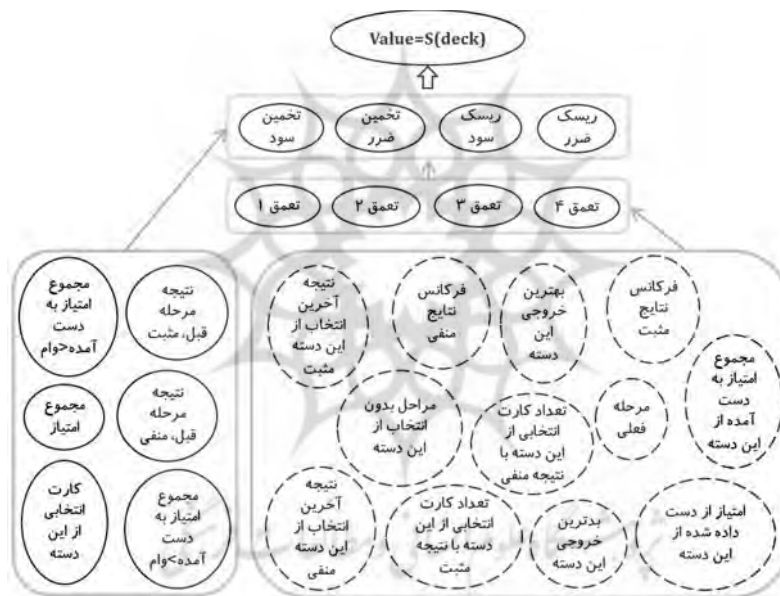 Value=S(deck)
ریسک
ضرر
ریسک
سود
تخمین
ضرر
تخمین
سود
تعمق ۴
تعمق ۳
تعمق ۲
تعمق ۱
فرکانس
نتایج
مثبت
بهترین
خروجی
این
دسته
فرکانس
نتایج
منفی
نتیجه
آخرین
انتخاب از
این دسته
مثبت
مجموع
امتیاز به
دست
آمده از
این دسته
مرحله
فعلی
تعداد کارت
انتخابی از
این دسته با
نتیجه منفی
مراحل بدون
انتخاب از
این دسته
امتیاز از دست
داده شده از
این دسته
بدترین
خروجی
این دسته
تعداد کارت
انتخابی از این
دسته با نتیجه
مثبت
نتیجه
آخرین
انتخاب از
این دسته
منفی
نتیجه
مرحله
قبل، مثبت
مجموع
امتیاز به
دست
آمده<وام
نتیجه
مرحله
قبل، منفی
مجموع
امتیاز
مجموع
امتیاز به
دست
آمده>وام
کارت
انتخابی
از این
دسته